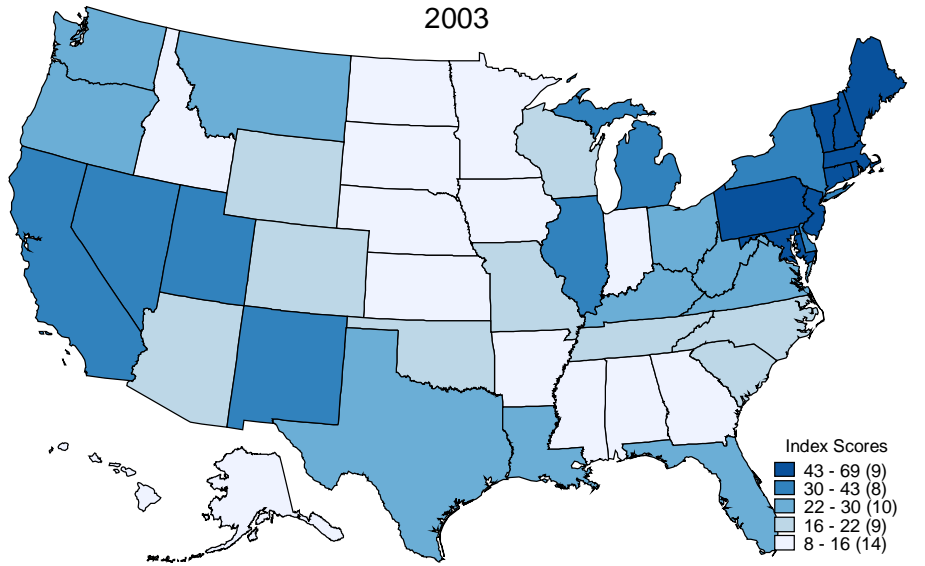 2003
Index Scores
43 - 69 (9)
30 - 43 (8)
22 - 30 (10)
16 - 22 (9)
8 - 16 (14)